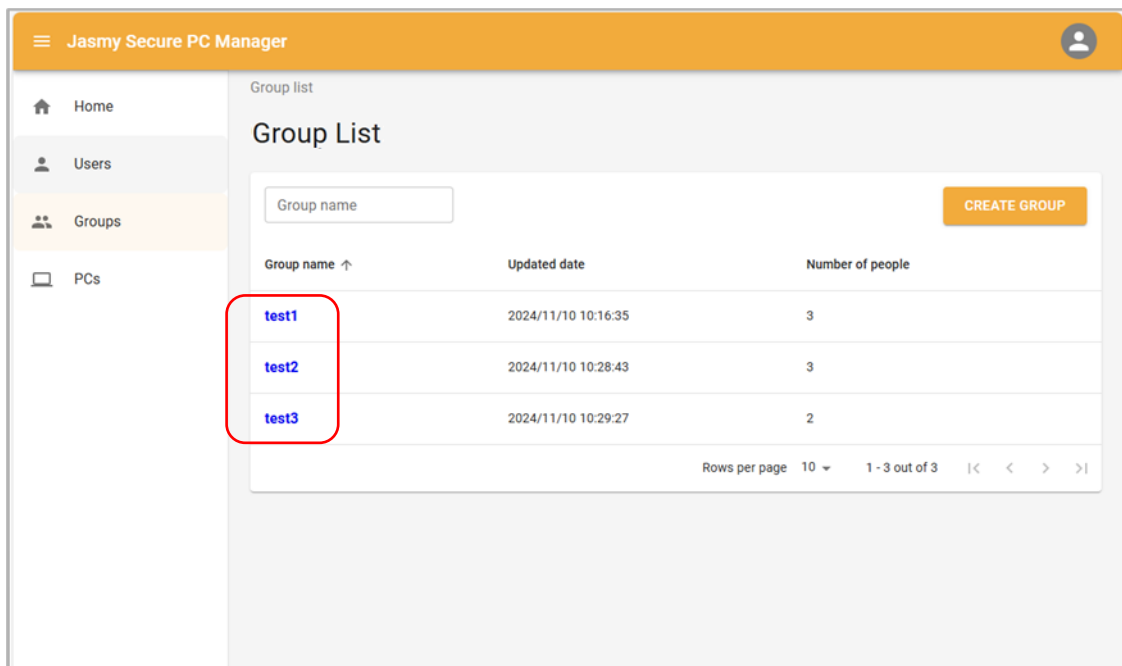 Jasmy Secure PC Manager
Home
Users
Groups
PCs
Group list
Group List
Group name
CREATE GROUP
Group name Updated date Number of people
test1 2024/11/10 10:16:35 3
test2 2024/11/10 10:28:43 3
test3 2024/11/10 10:29:27 2
Rows per page 10 1 - 3 out of 3